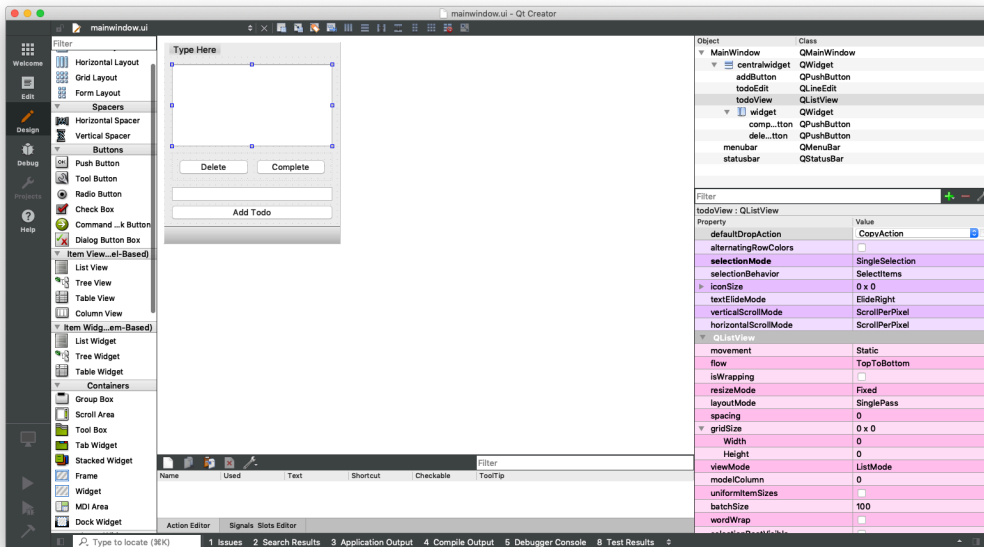 mainwindow.ui - Qt Creator
mainwindow.ui
Welcome
Edit
Design
Debug
Projects
Help
Filter
Horizontal Layout
Grid Layout
Form Layout
Spacers
Horizontal Spacer
Vertical Spacer
Buttons
OK
Push Button
Tool Button
Radio Button
Check Box
Command ...k Button
Dialog Button Box
Item View...el-Based)
List View
Tree View
Table View
Column View
Item Widg...em-Based)
List Widget
Tree Widget
Table Widget
Containers
Group Box
Scroll Area
Tool Box
Tab Widget
Stacked Widget
Frame
Widget
MDI Area
Dock Widget
Type Here
Delete Complete
Add Todo
Filter
Name Used Text Shortcut Checkable ToolTip
Action Editor Signals Slots Editor
Object Class
MainWindow QMainWindow
centralwidget QWidget
addButton QPushButton
todoEdit QLineEdit
todoView QListView
widget QWidget
comp...tton QPushButton
dele...tton QPushButton
menubar QMenuBar
statusbar QStatusBar
Filter
todoView : QListView
Property Value
defaultDropAction CopyAction
alternatingRowColors
selectionMode SingleSelection
selectionBehavior SelectItems
iconSize 0 x 0
textElideMode ElideRight
verticalScrollMode ScrollPerPixel
horizontalScrollMode ScrollPerPixel
QListView
movement Static
flow TopToBottom
isWrapping
resizeMode Fixed
layoutMode SinglePass
spacing 0
gridSize 0 x 0
Width 0
Height 0
viewMode ListMode
modelColumn 0
uniformItemSizes
batchSize 100
wordWrap
Type to locate (⌘K) 1 Issues 2 Search Results 3 Application Output 4 Compile Output 5 Debugger Console 8 Test Results